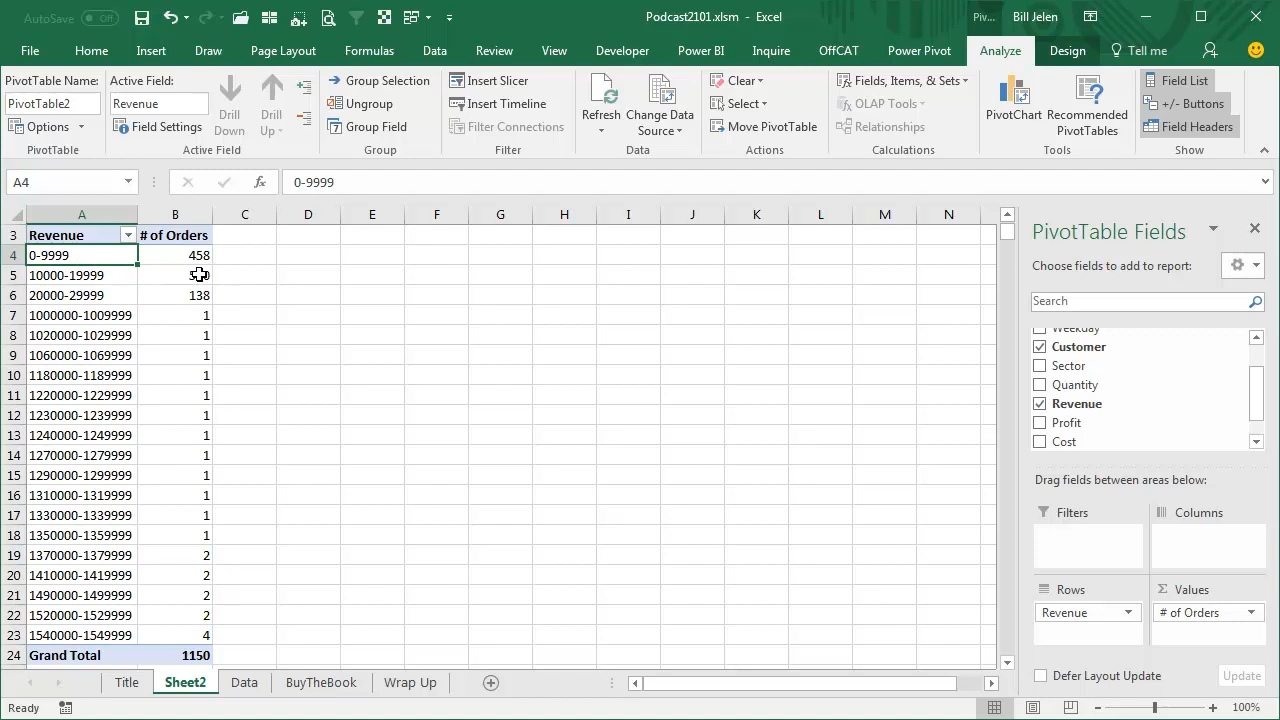 AutoSave Off Podcast2101.xlsm - Excel Piv... Bill Jelen
File Home Insert Draw Page Layout Formulas Data Review View Developer Power BI Inquire OffCAT Power Pivot Analyze Design Tell me
PivotTable Name: Active Field: Group Selection Insert Slicer Clear Fields, Items, & Sets Field List
PivotTable2 Revenue Ungroup Insert Timeline Select OLAP Tools +/- Buttons
Options Field Settings Drill Down Drill Up Group Field Filter Connections Refresh Change Data Source Move PivotTable Relationships PivotChart Recommended PivotTables Field Headers
PivotTable Active Field Group Filter Data Actions Calculations Tools Show
A4 fx 0-9999
A B C D E F G H I J K L M N
3 Revenue # of Orders
4 0-9999 458
5 10000-19999
6 20000-29999 138
7 1000000-1009999 1
8 1020000-1029999 1
9 1060000-1069999 1
10 1180000-1189999 1
11 1220000-1229999 1
12 1230000-1239999 1
13 1240000-1249999 1
14 1270000-1279999 1
15 1290000-1299999 1
16 1310000-1319999 1
17 1330000-1339999 1
18 1350000-1359999 1
19 1370000-1379999 2
20 1410000-1419999 2
21 1490000-1499999 2
22 1520000-1529999 2
23 1540000-1549999 4
24 Grand Total 1150
PivotTable Fields
Choose fields to add to report:
Search
Weekday
Customer
Sector
Quantity
Revenue
Profit
Cost
Drag fields between areas below:
Filters Columns
Rows Σ Values
Revenue # of Orders
Defer Layout Update Update
Title Sheet2 Data BuyTheBook Wrap Up
Ready 100%